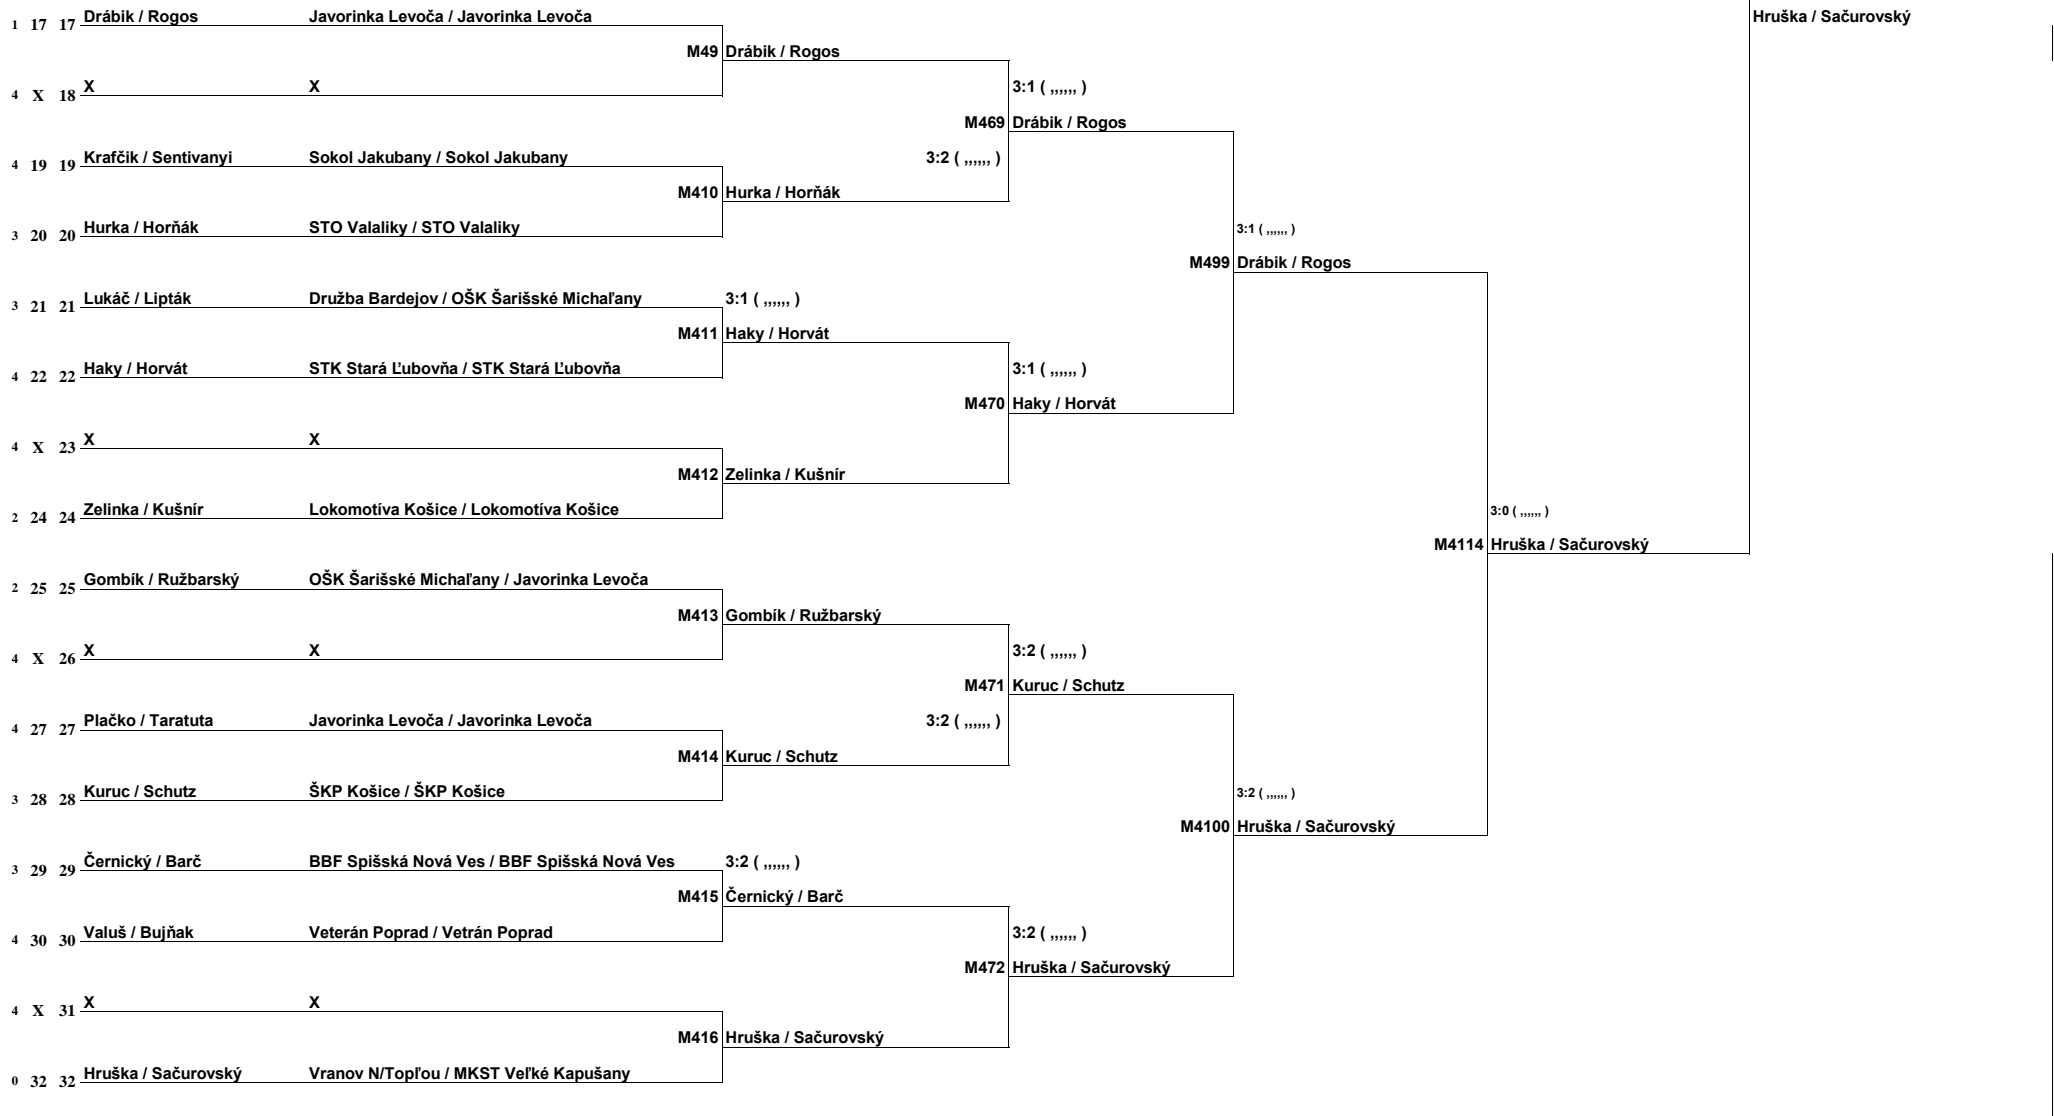 Hruška / Sačurovský
1 17 17 Drábik / Rogos Javorinka Levoča / Javorinka Levoča
M49 Drábik / Rogos
4 X 18 X X
3:1 ( ,,,,,, )
M469 Drábik / Rogos
4 19 19 Krafčik / Sentivanyi Sokol Jakubany / Sokol Jakubany
3:2 ( ,,,,,, )
M410 Hurka / Horňák
3 20 20 Hurka / Horňák STO Valaliky / STO Valaliky
3:1 ( ,,,,,, )
M499 Drábik / Rogos
3 21 21 Lukáč / Lipták Družba Bardejov / OŠK Šarišské Michaľany
3:1 ( ,,,,,, )
M411 Haky / Horvát
4 22 22 Haky / Horvát STK Stará Ľubovňa / STK Stará Ľubovňa
3:1 ( ,,,,,, )
M470 Haky / Horvát
4 X 23 X X
M412 Zelinka / Kušnír
2 24 24 Zelinka / Kušnír Lokomotíva Košice / Lokomotíva Košice
3:0 ( ,,,,,, )
M4114 Hruška / Sačurovský
2 25 25 Gombík / Ružbarský OŠK Šarišské Michaľany / Javorinka Levoča
M413 Gombík / Ružbarský
4 X 26 X X
3:2 ( ,,,,,, )
M471 Kuruc / Schutz
4 27 27 Plačko / Taratuta Javorinka Levoča / Javorinka Levoča
3:2 ( ,,,,,, )
M414 Kuruc / Schutz
3 28 28 Kuruc / Schutz ŠKP Košice / ŠKP Košice
3:2 ( ,,,,,, )
M4100 Hruška / Sačurovský
3 29 29 Černický / Barč BBF Spišská Nová Ves / BBF Spišská Nová Ves
3:2 ( ,,,,,, )
M415 Černický / Barč
4 30 30 Valuš / Bujňak Veterán Poprad / Vetrán Poprad
3:2 ( ,,,,,, )
M472 Hruška / Sačurovský
4 X 31 X X
M416 Hruška / Sačurovský
0 32 32 Hruška / Sačurovský Vranov N/Topľou / MKST Veľké Kapušany